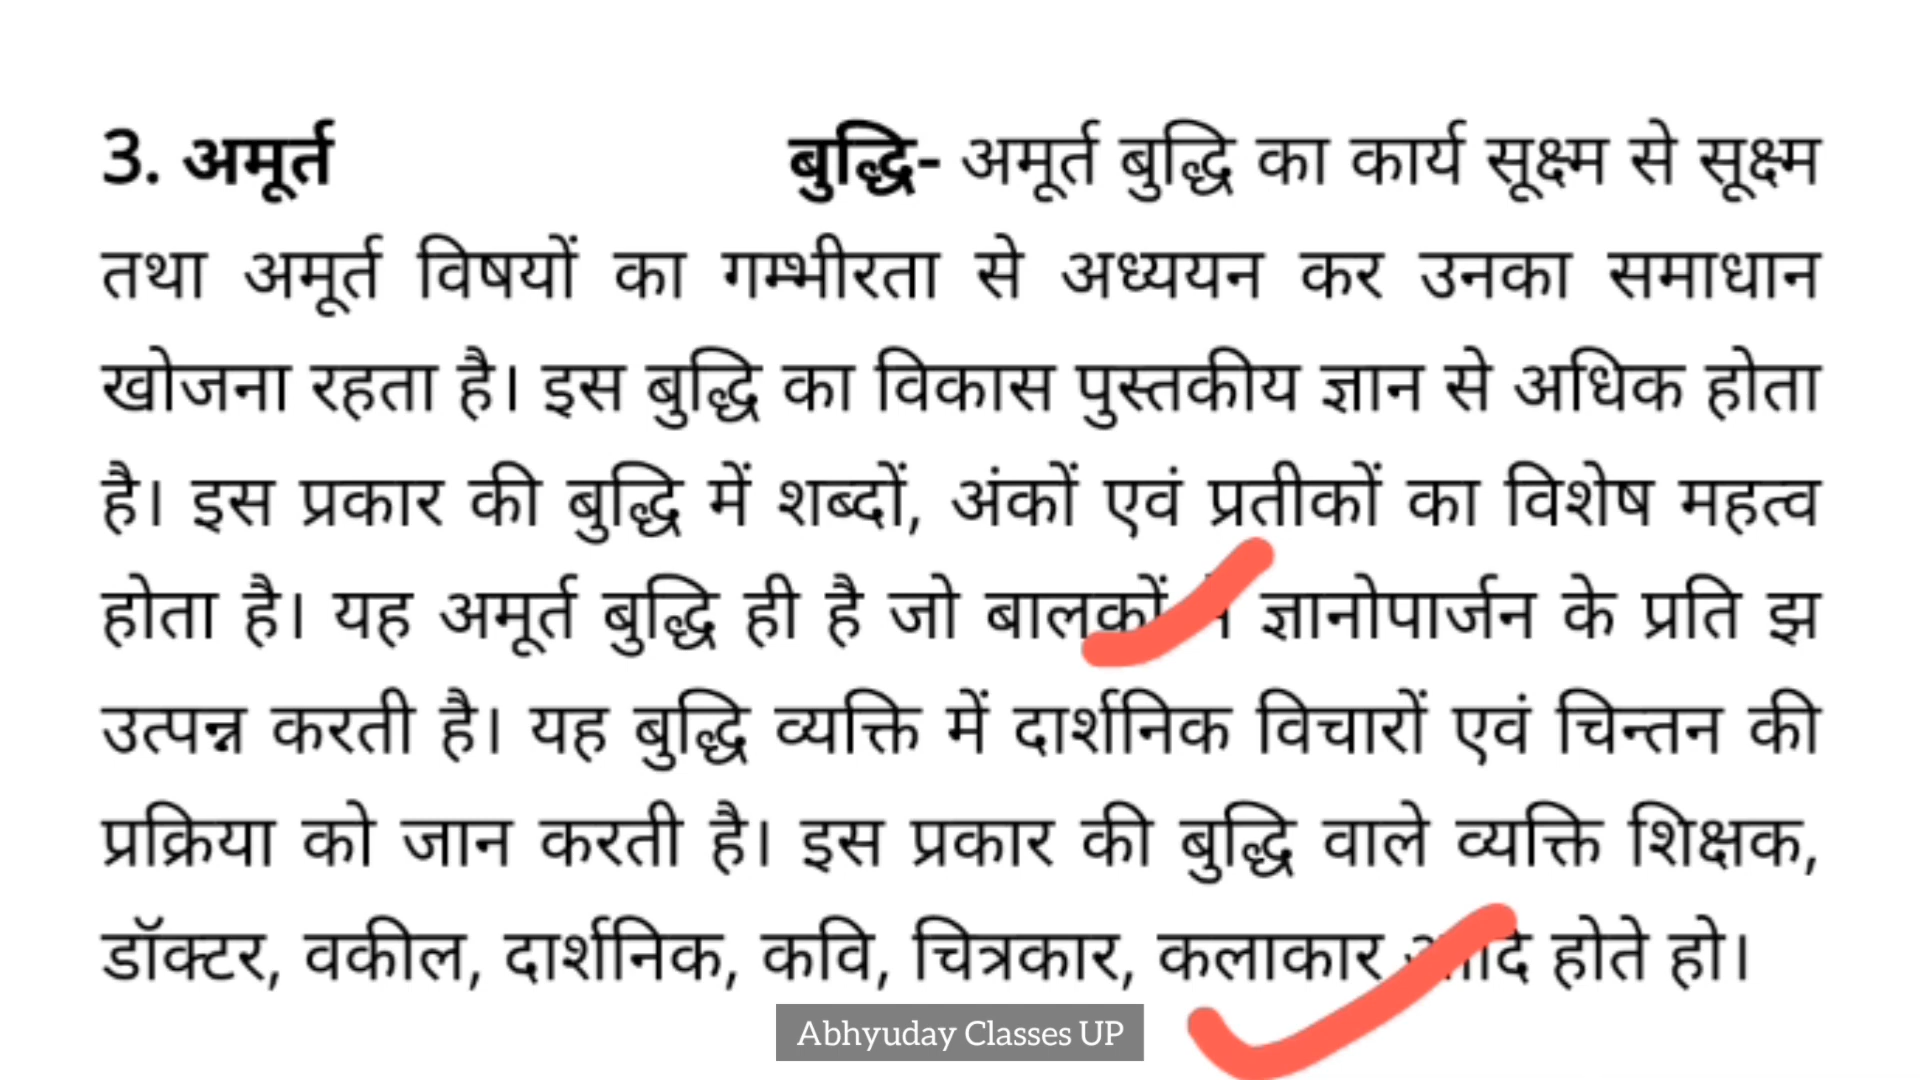 3. अमूर्त बुद्धि- अमूर्त बुद्धि का कार्य सूक्ष्म से सूक्ष्म
तथा अमूर्त विषयों का गम्भीरता से अध्ययन कर उनका समाधान
खोजना रहता है। इस बुद्धि का विकास पुस्तकीय ज्ञान से अधिक होता
है। इस प्रकार की बुद्धि में शब्दों, अंकों एवं प्रतीकों का विशेष महत्व
होता है। यह अमूर्त बुद्धि ही है जो बालकों ज्ञानोपार्जन के प्रति झ
उत्पन्न करती है। यह बुद्धि व्यक्ति में दार्शनिक विचारों एवं चिन्तन की
प्रक्रिया को जान करती है। इस प्रकार की बुद्धि वाले व्यक्ति शिक्षक,
डॉक्टर, वकील, दार्शनिक, कवि, चित्रकार, कलाकार होते हो।
Abhyuday Classes UP